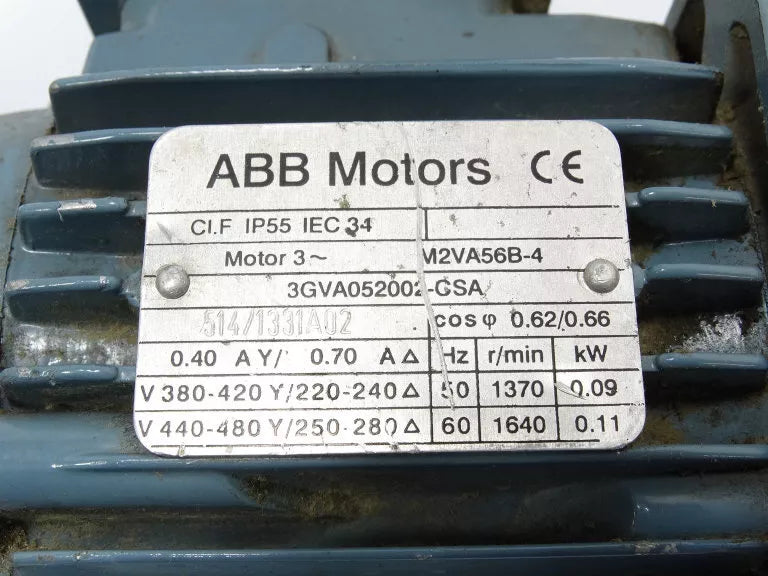 ABB Motors CE
Cl.F IP55 IEC 34
Motor 3~ M2VA56B-4
3GVA052002-CSA
514/1331A02 cos φ 0.62/0.66
0.40 A Y/ 0.70 A Δ Hz r/min kW
V 380-420 Y/220-240 Δ 50 1370 0.09
V 440-480 Y/250-280 Δ 60 1640 0.11